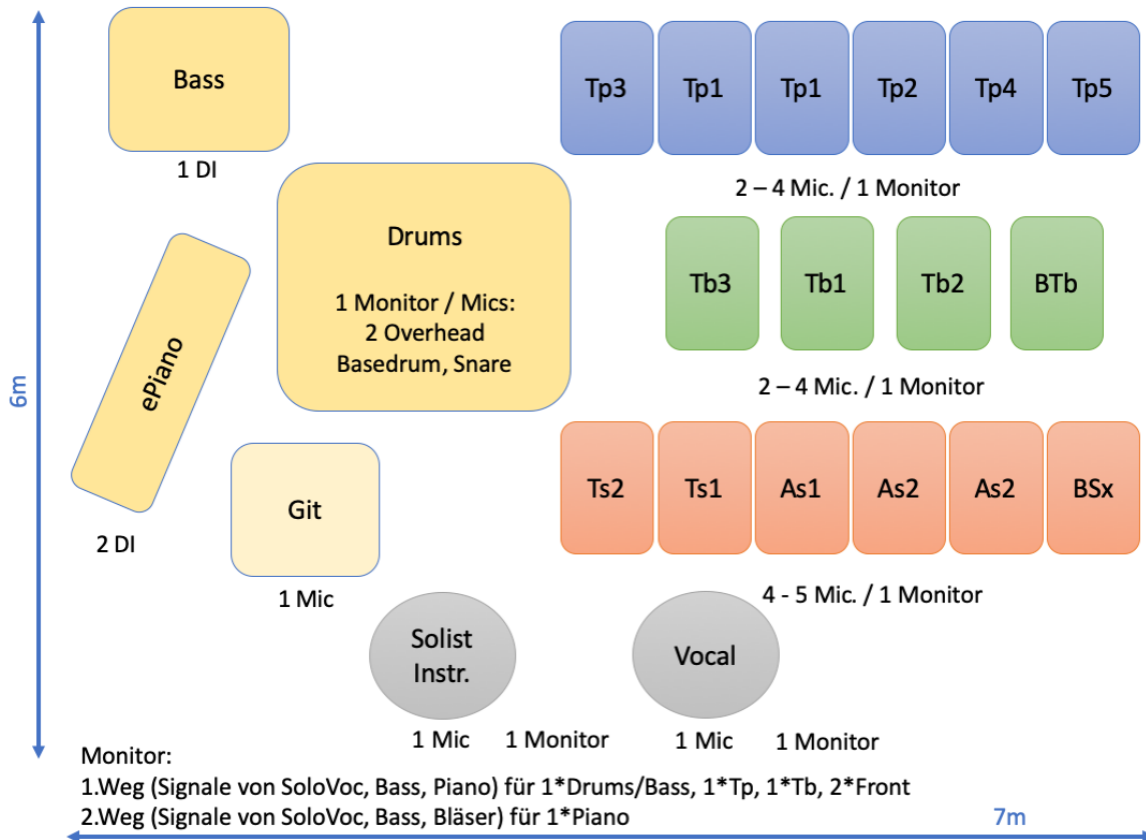 Bass
1 DI
Tp3 Tp1 Tp1 Tp2 Tp4 Tp5
2 – 4 Mic. / 1 Monitor
Drums
1 Monitor / Mics:
2 Overhead
Basedrum, Snare
Tb3 Tb1 Tb2 BTb
2 – 4 Mic. / 1 Monitor
ePiano
2 DI
6m
Git
1 Mic
Ts2 Ts1 As1 As2 As2 BSx
4 - 5 Mic. / 1 Monitor
Solist
Instr.
1 Mic 1 Monitor
Vocal
1 Mic 1 Monitor
Monitor:
1.Weg (Signale von SoloVoc, Bass, Piano) für 1*Drums/Bass, 1*Tp, 1*Tb, 2*Front
2.Weg (Signale von SoloVoc, Bass, Bläser) für 1*Piano
7m